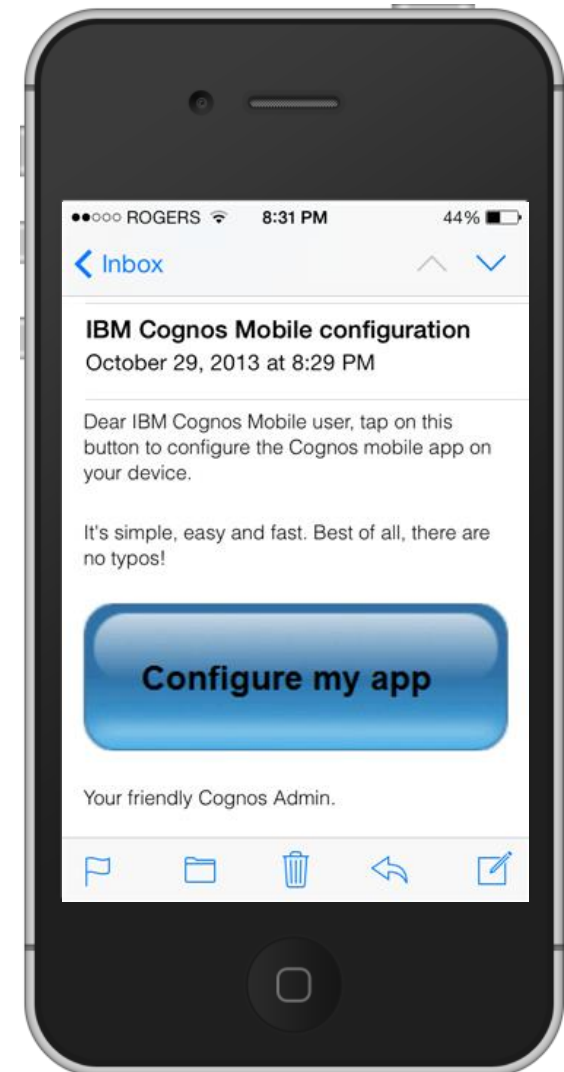 ●●○○○ ROGERS 8:31 PM 44%
Inbox
IBM Cognos Mobile configuration
October 29, 2013 at 8:29 PM
Dear IBM Cognos Mobile user, tap on this
button to configure the Cognos mobile app on
your device.
It's simple, easy and fast. Best of all, there are
no typos!
Configure my app
Your friendly Cognos Admin.